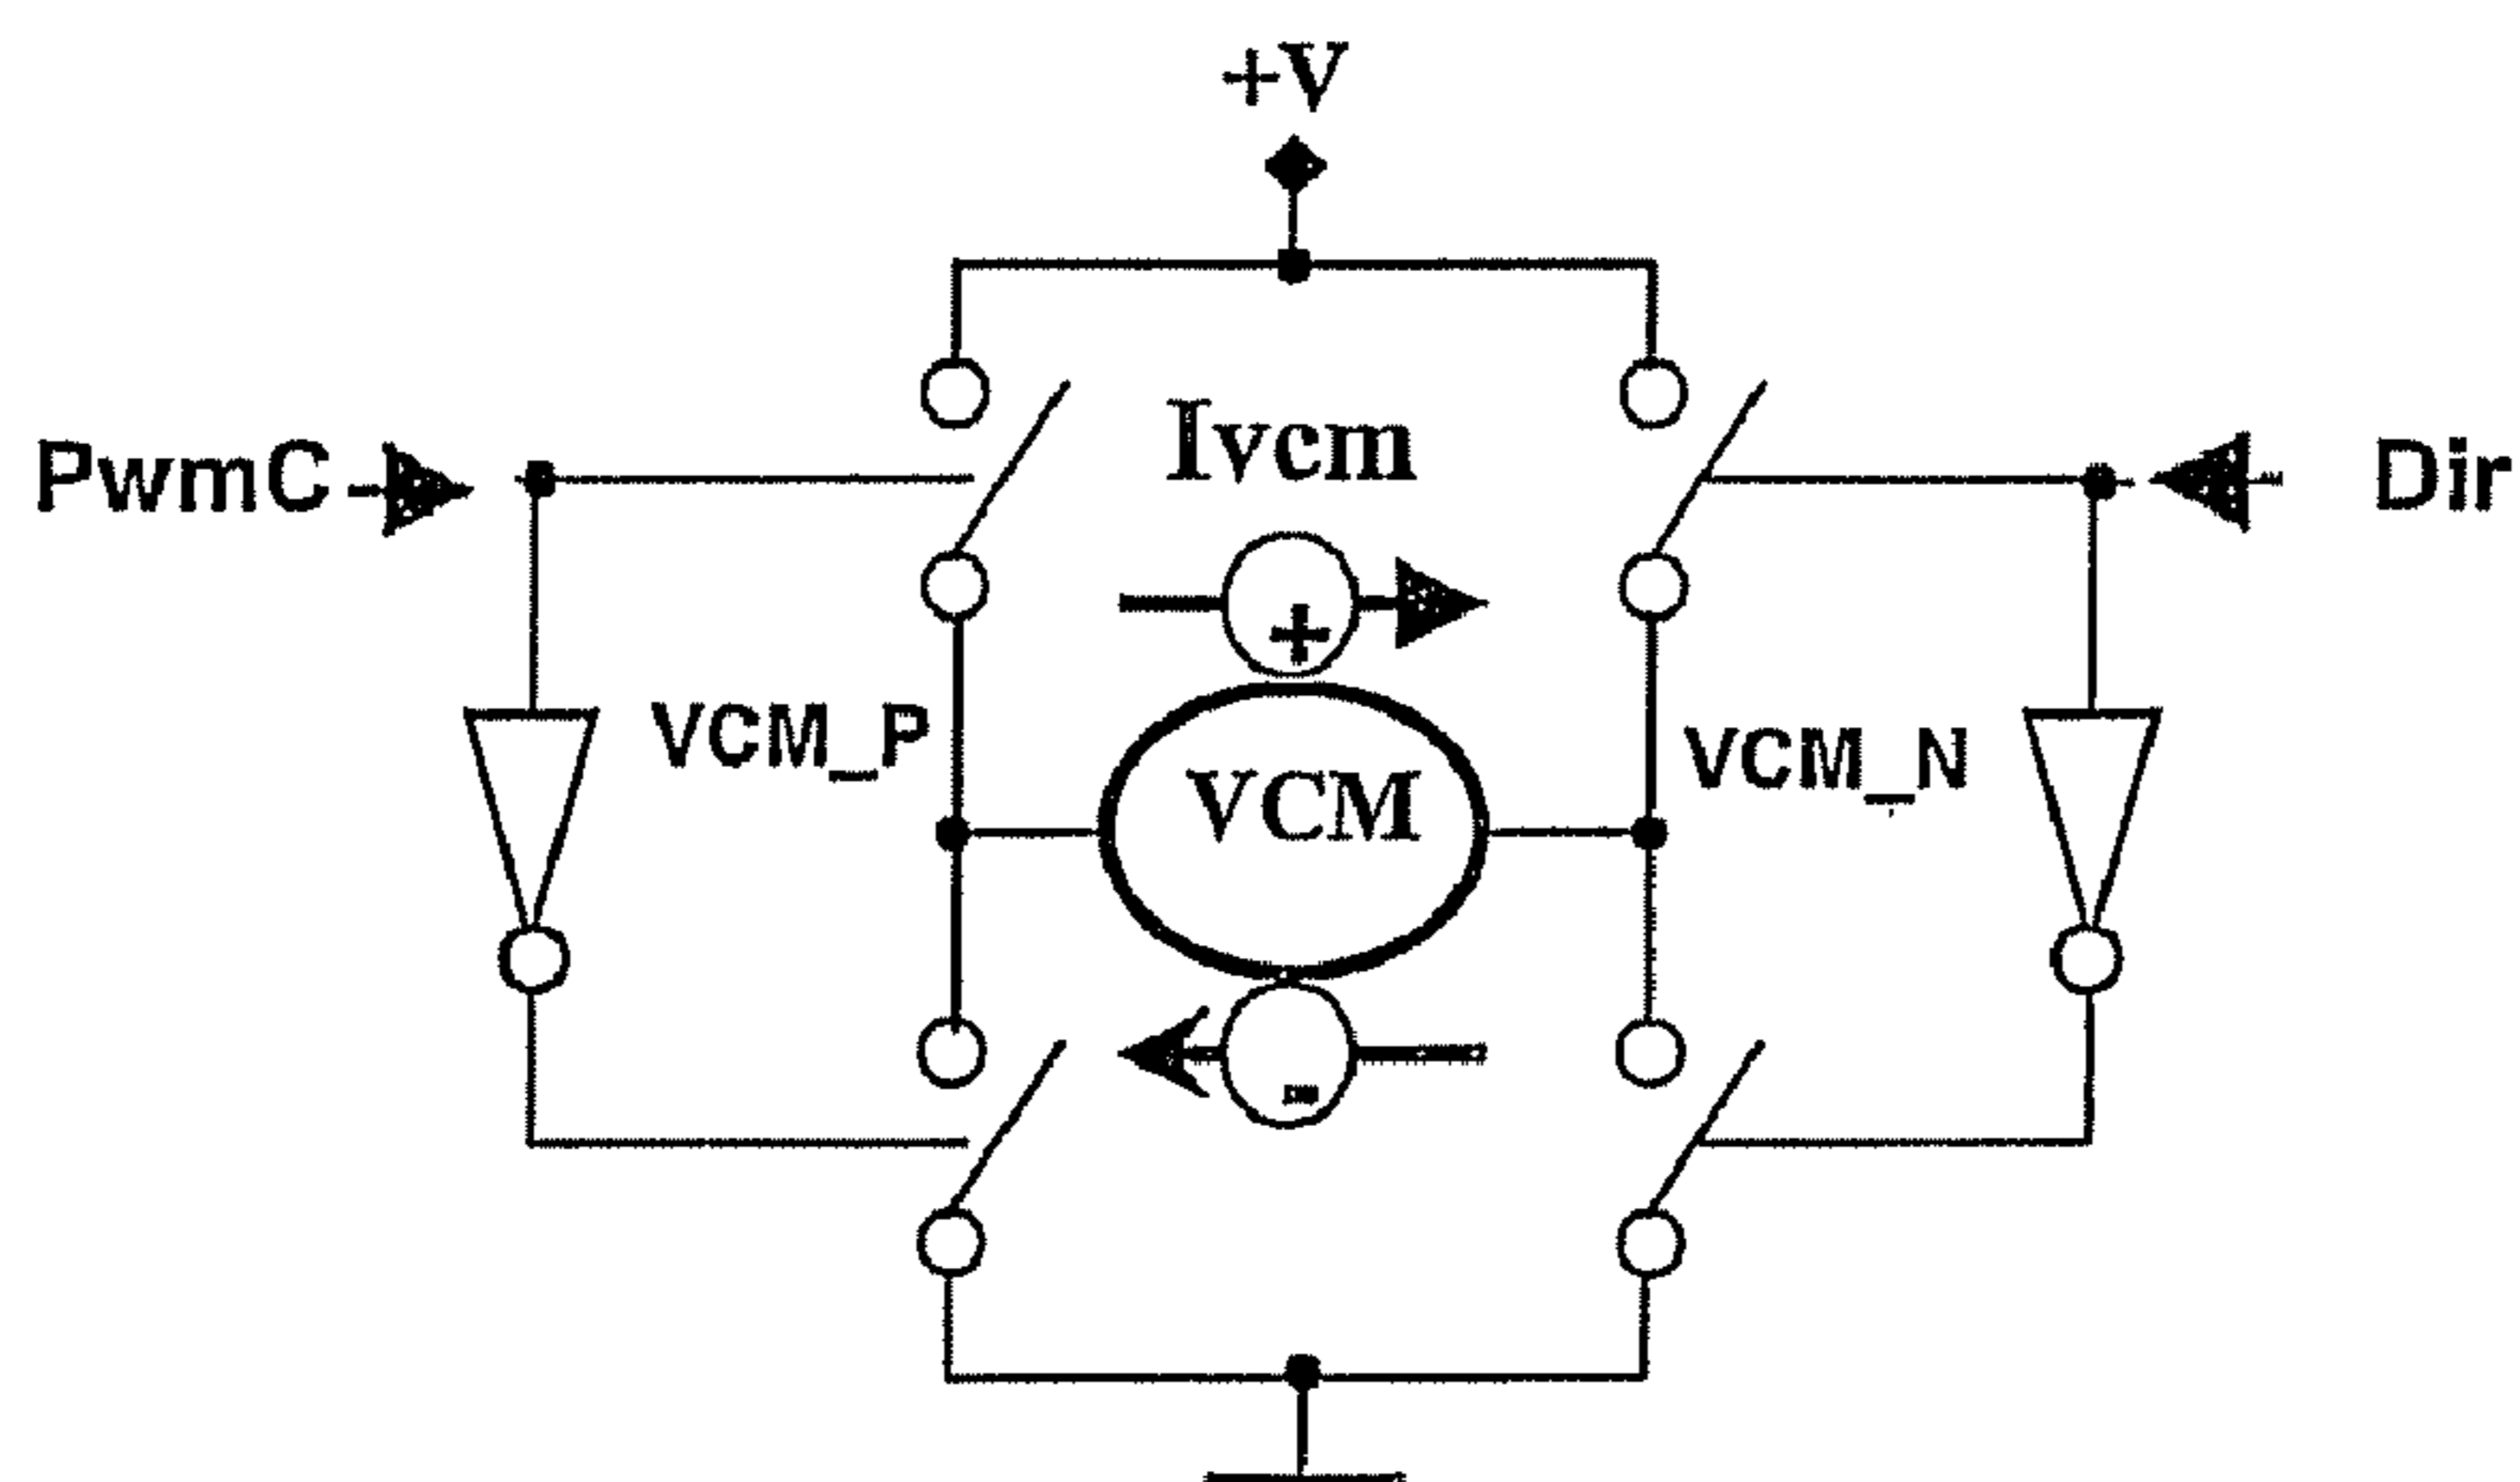 +V
Ivcm
PwmC
Dir
+
VCM_P
VCM_N
VCM
-